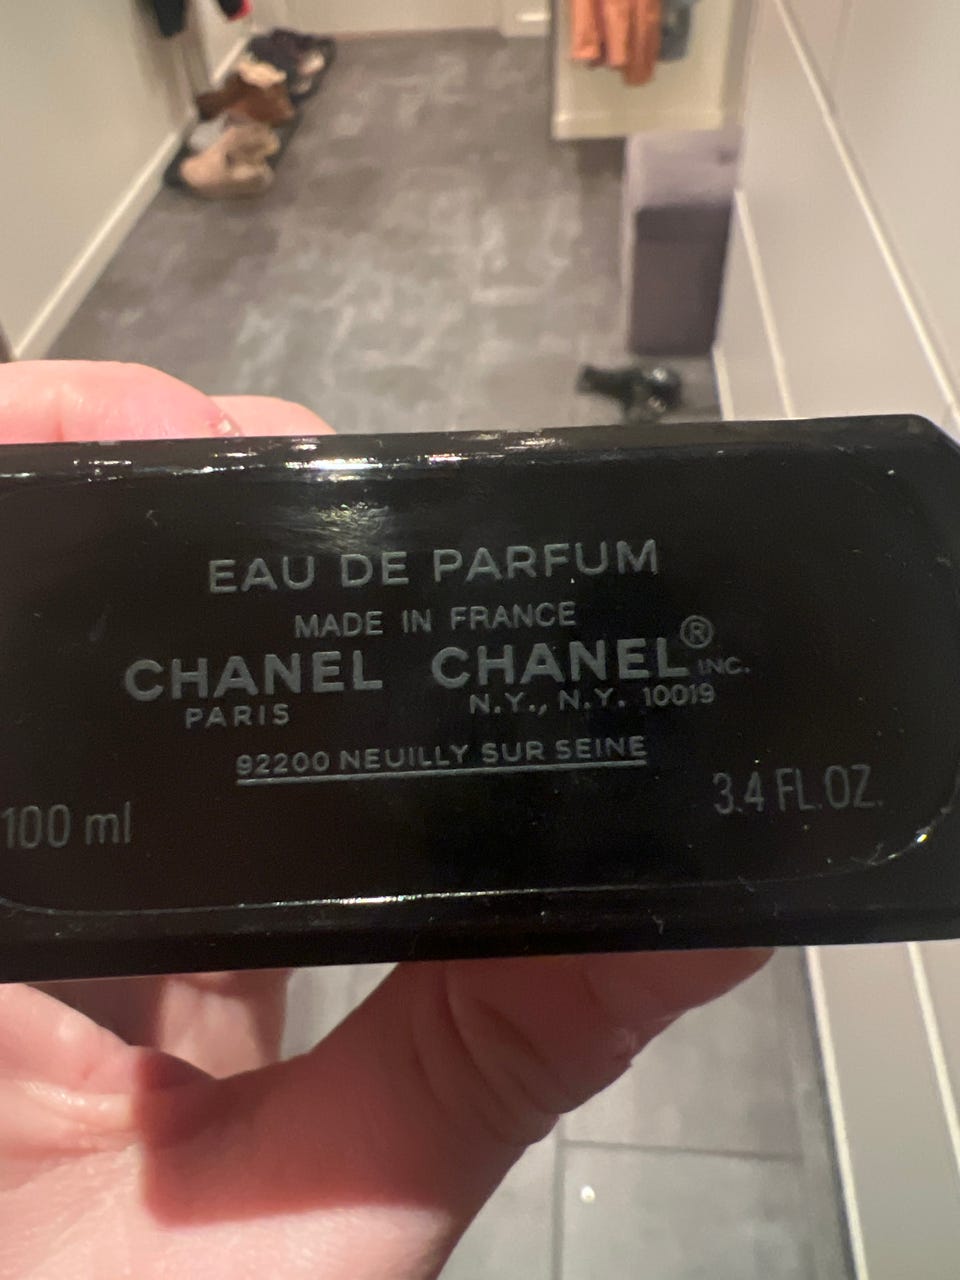 EAU DE PARFUM
MADE IN FRANCE
CHANEL CHANEL® INC.
PARIS N.Y., N.Y. 10019
92200 NEUILLY SUR SEINE
100 ml 3.4 FL.OZ.